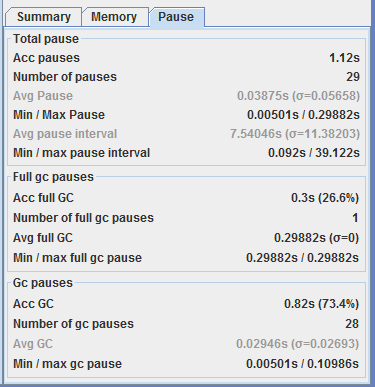 Summary Memory Pause
Total pause
Acc pauses 1.12s
Number of pauses 29
Avg Pause 0.03875s (σ=0.05658)
Min / Max Pause 0.00501s / 0.29882s
Avg pause interval 7.54046s (σ=11.38203)
Min / max pause interval 0.092s / 39.122s
Full gc pauses
Acc full GC 0.3s (26.6%)
Number of full gc pauses 1
Avg full GC 0.29882s (σ=0)
Min / max full gc pause 0.29882s / 0.29882s
Gc pauses
Acc GC 0.82s (73.4%)
Number of gc pauses 28
Avg GC 0.02946s (σ=0.02693)
Min / max gc pause 0.00501s / 0.10986s